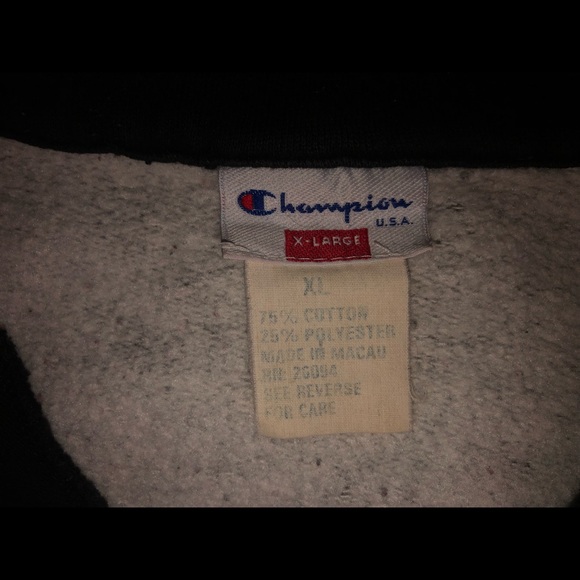 Champion
U.S.A.
X-LARGE
XL
75% COTTON
25% POLYESTER
MADE IN MACAU
RN: 26094
SEE REVERSE
FOR CARE